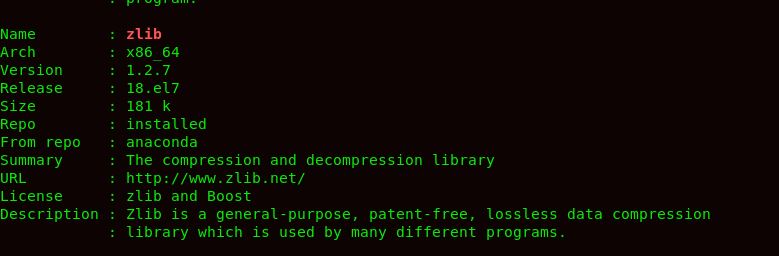 : program.
Name : zlib
Arch : x86_64
Version : 1.2.7
Release : 18.el7
Size : 181 k
Repo : installed
From repo : anaconda
Summary : The compression and decompression library
URL : http://www.zlib.net/
License : zlib and Boost
Description : Zlib is a general-purpose, patent-free, lossless data compression
: library which is used by many different programs.